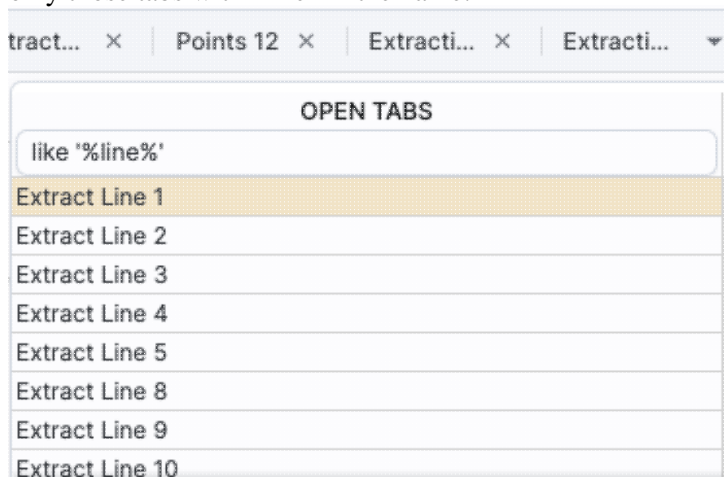 tract... × Points 12 × Extracti... × Extracti...
OPEN TABS
like '%line%'
Extract Line 1
Extract Line 2
Extract Line 3
Extract Line 4
Extract Line 5
Extract Line 8
Extract Line 9
Extract Line 10